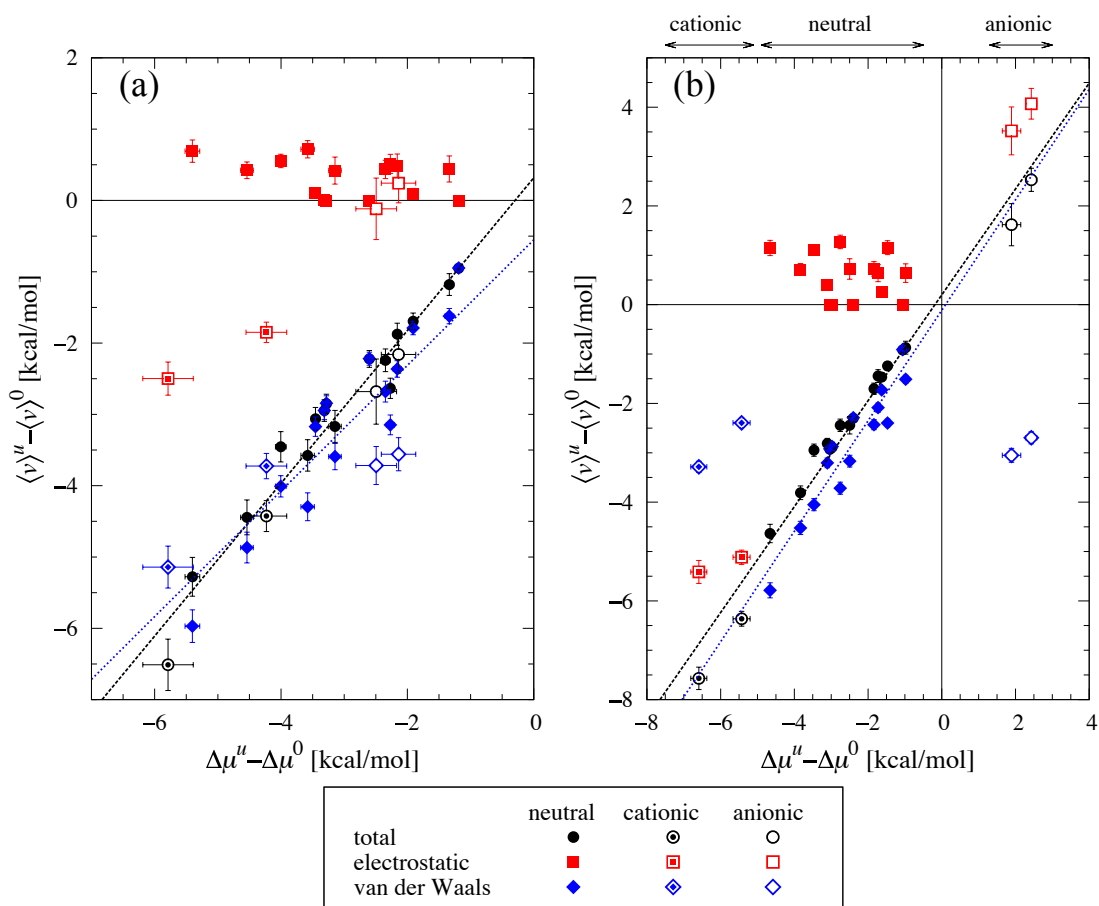 cationic neutral anionic
(a)
2
0
−2
−4
−6
⟨v⟩ᵘ−⟨v⟩⁰ [kcal/mol]
−6 −4 −2 0
Δμᵘ−Δμ⁰ [kcal/mol]
(b)
4
2
0
−2
−4
−6
−8
⟨v⟩ᵘ−⟨v⟩⁰ [kcal/mol]
−8 −6 −4 −2 0 2 4
Δμᵘ−Δμ⁰ [kcal/mol]
neutral cationic anionic
total
electrostatic
van der Waals